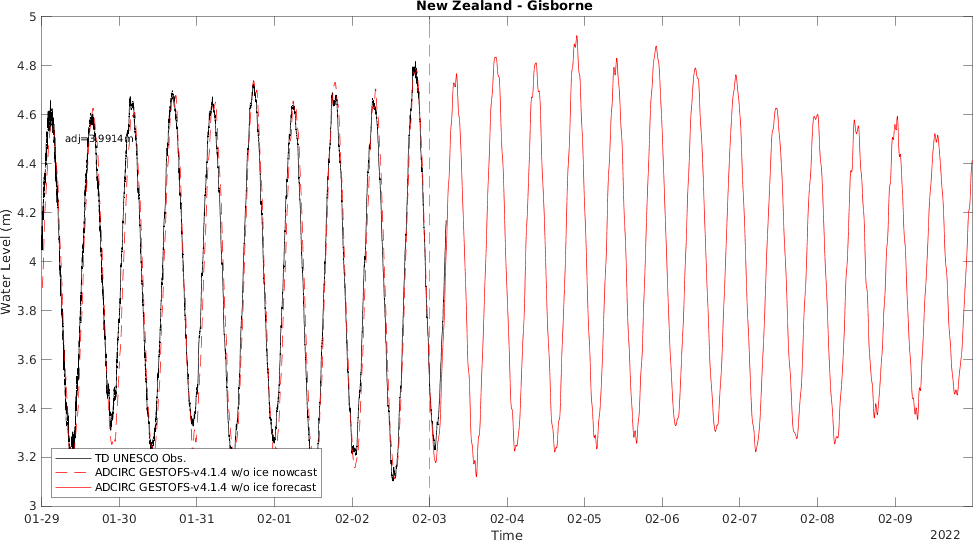 New Zealand - Gisborne
5
4.8
4.6
4.4
4.2
4
3.8
3.6
3.4
3.2
3
Water Level (m)
adj=3.9914m
TD UNESCO Obs.
ADCIRC GESTOFS-v4.1.4 w/o ice nowcast
ADCIRC GESTOFS-v4.1.4 w/o ice forecast
01-29 01-30 01-31 02-01 02-02 02-03 02-04 02-05 02-06 02-07 02-08 02-09
Time
2022